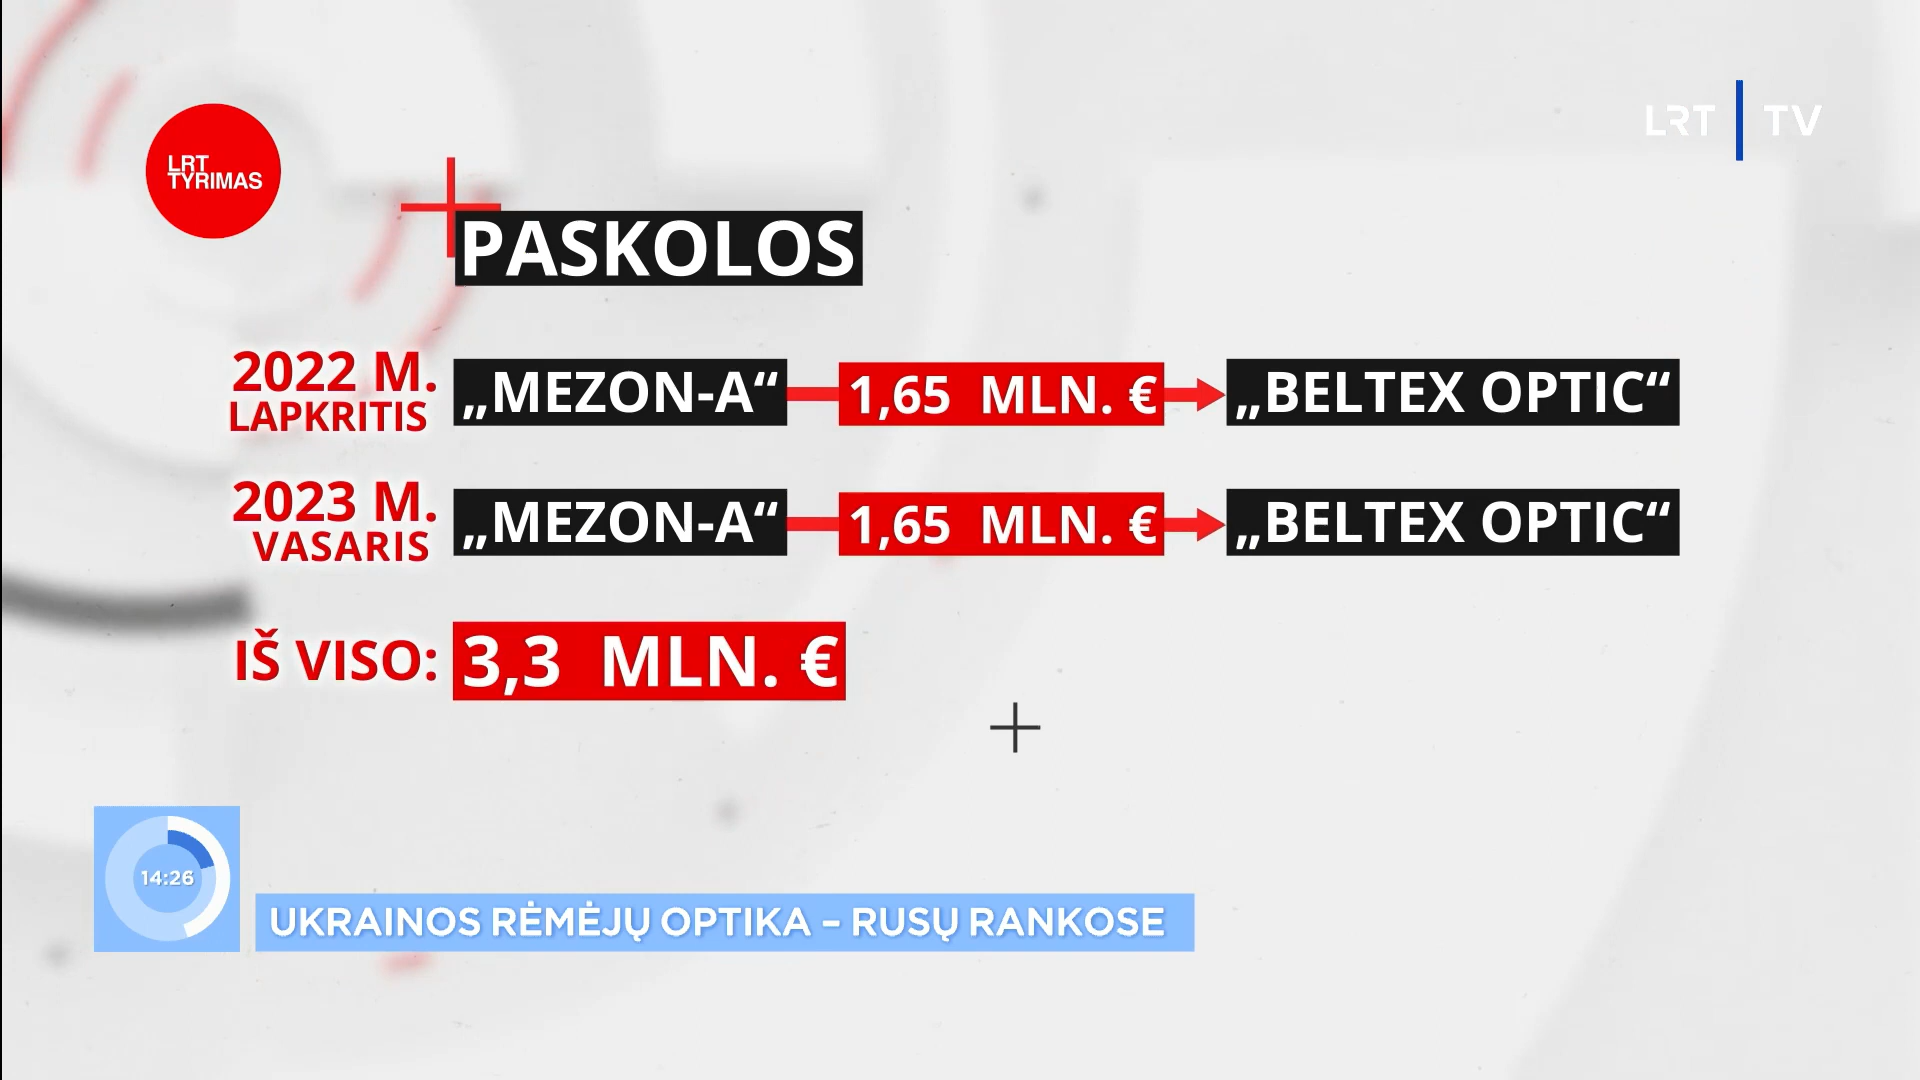 LRT
TYRIMAS
LRT | TV
PASKOLOS
2022 M.
LAPKRITIS
„MEZON-A“ 1,65 MLN. € „BELTEX OPTIC“
2023 M.
VASARIS
„MEZON-A“ 1,65 MLN. € „BELTEX OPTIC“
IŠ VISO: 3,3 MLN. €
14:26
UKRAINOS RĖMĖJŲ OPTIKA – RUSŲ RANKOSE